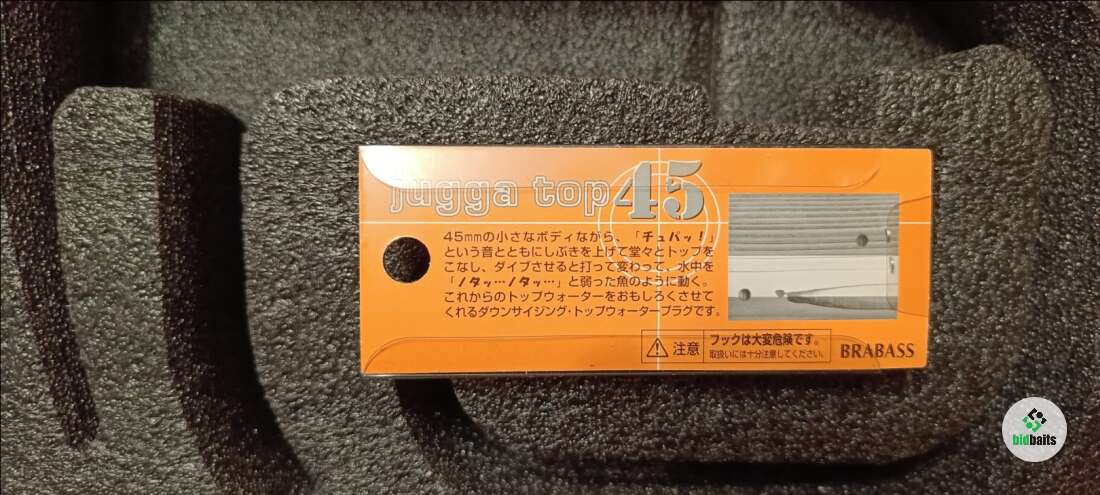 jugga top 45
45mmの小さなボディながら、「チュバッ!」
という音とともにしぶきを上げて堂々とトップを
こなし、ダイブさせると打って変わって、水中を
「ノタッ…ノタッ…」と弱った魚のように動く。
これからのトップウォーターをおもしろくさせて
くれるダウンサイジング・トップウォータープラグです。
注意
フックは大変危険です。
取扱いには十分注意してください。
BRABASS
bidbaits